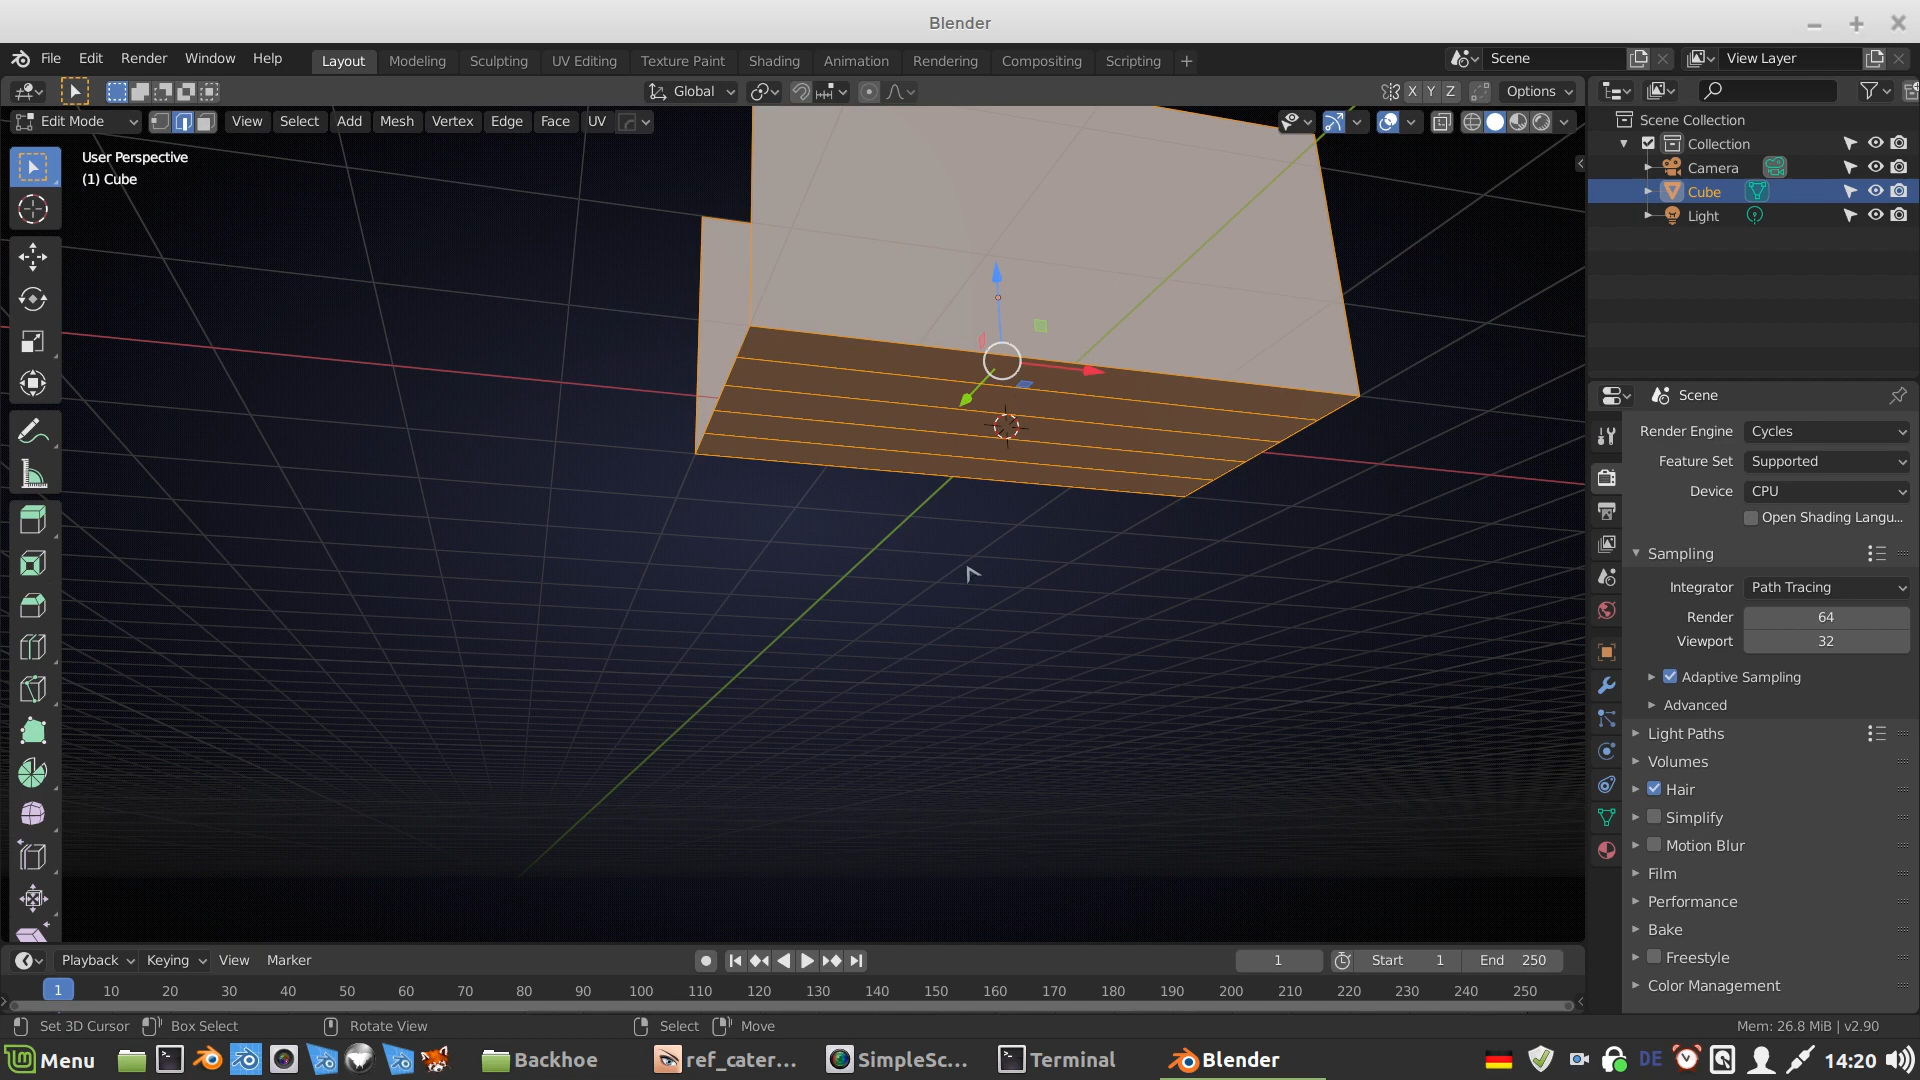 Blender
File Edit Render Window Help Layout Modeling Sculpting UV Editing Texture Paint Shading Animation Rendering Compositing Scripting + Scene View Layer
Global X Y Z Options
Edit Mode View Select Add Mesh Vertex Edge Face UV
User Perspective
(1) Cube
Scene Collection
Collection
Camera
Cube
Light
Scene
Render Engine Cycles
Feature Set Supported
Device CPU
Open Shading Langu...
Sampling
Integrator Path Tracing
Render 64
Viewport 32
Adaptive Sampling
Advanced
Light Paths
Volumes
Hair
Simplify
Motion Blur
Film
Performance
Bake
Freestyle
Color Management
Playback Keying View Marker 1 Start 1 End 250
1 10 20 30 40 50 60 70 80 90 100 110 120 130 140 150 160 170 180 190 200 210 220 230 240 250
Set 3D Cursor Box Select Rotate View Select Move Mem: 26.8 MiB | v2.90
Menu Backhoe ref_cater... SimpleSc... Terminal Blender DE 14:20